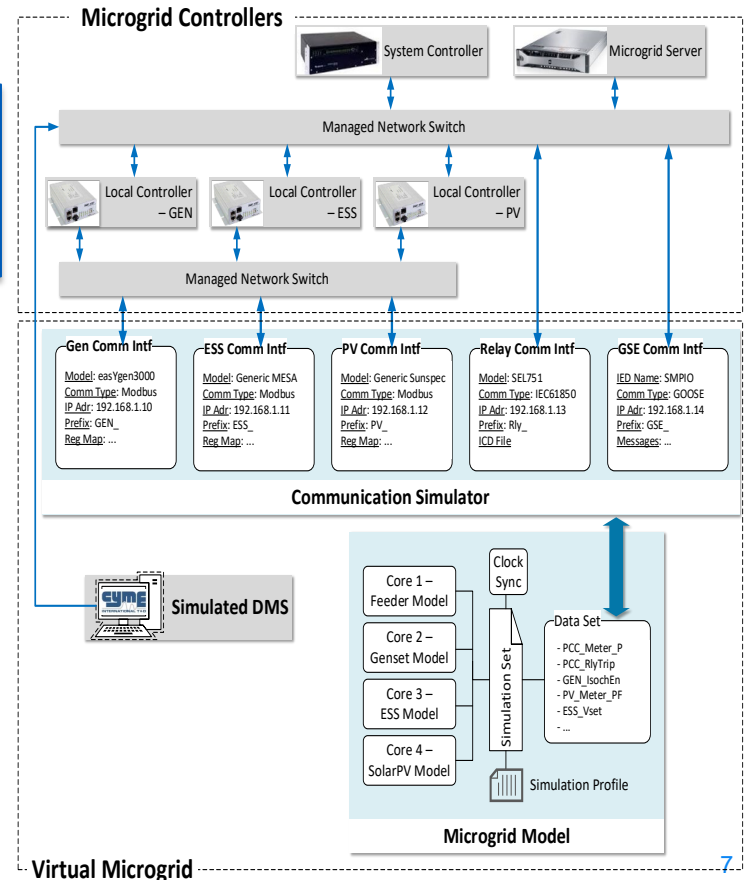 Microgrid Controllers
System Controller
Microgrid Server
Managed Network Switch
Local Controller
– GEN
Local Controller
– ESS
Local Controller
– PV
Managed Network Switch
Gen Comm Intf
Model: easYgen3000
Comm Type: Modbus
IP Adr: 192.168.1.10
Prefix: GEN_
Reg Map: ...
ESS Comm Intf
Model: Generic MESA
Comm Type: Modbus
IP Adr: 192.168.1.11
Prefix: ESS_
Reg Map: ...
PV Comm Intf
Model: Generic Sunspec
Comm Type: Modbus
IP Adr: 192.168.1.12
Prefix: PV_
Reg Map: ...
Relay Comm Intf
Model: SEL751
Comm Type: IEC61850
IP Adr: 192.168.1.13
Prefix: Rly_
ICD File
GSE Comm Intf
IED Name: SMPIO
Comm Type: GOOSE
IP Adr: 192.168.1.14
Prefix: GSE_
Messages: ...
Communication Simulator
CYME
INTERNATIONAL T&D
Simulated DMS
Core 1 –
Feeder Model
Core 2 –
Genset Model
Core 3 –
ESS Model
Core 4 –
SolarPV Model
Clock
Sync
Simulation Set
Simulation Profile
Data Set
- PCC_Meter_P
- PCC_RlyTrip
- GEN_IsochEn
- PV_Meter_PF
- ESS_Vset
- ...
Microgrid Model
Virtual Microgrid
7